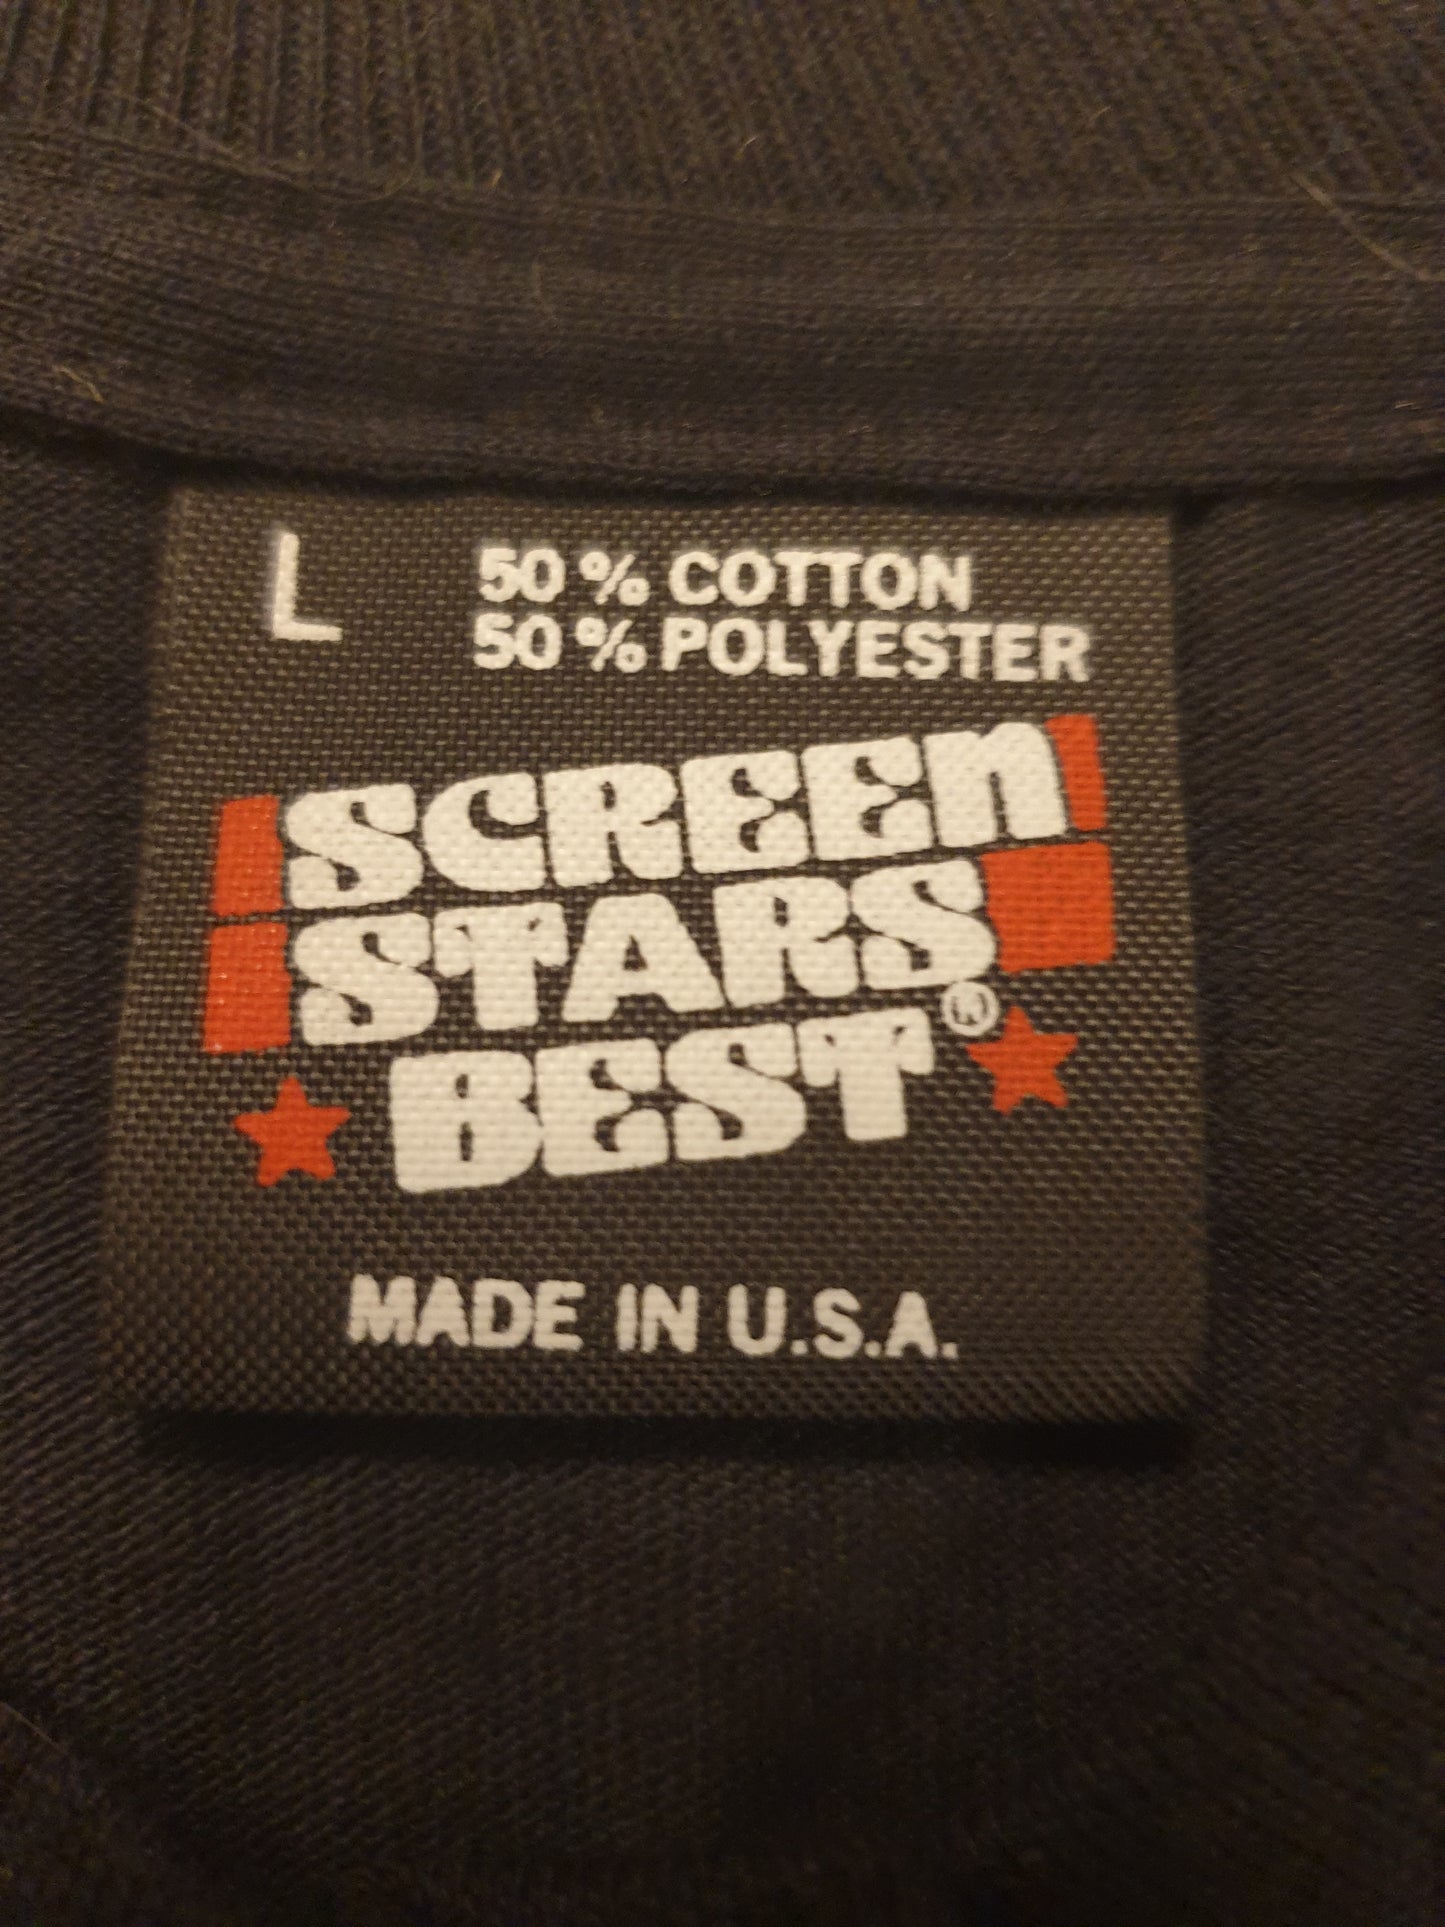 L 50% COTTON
50% POLYESTER
SCREEN
STARS
BEST®
MADE IN U.S.A.